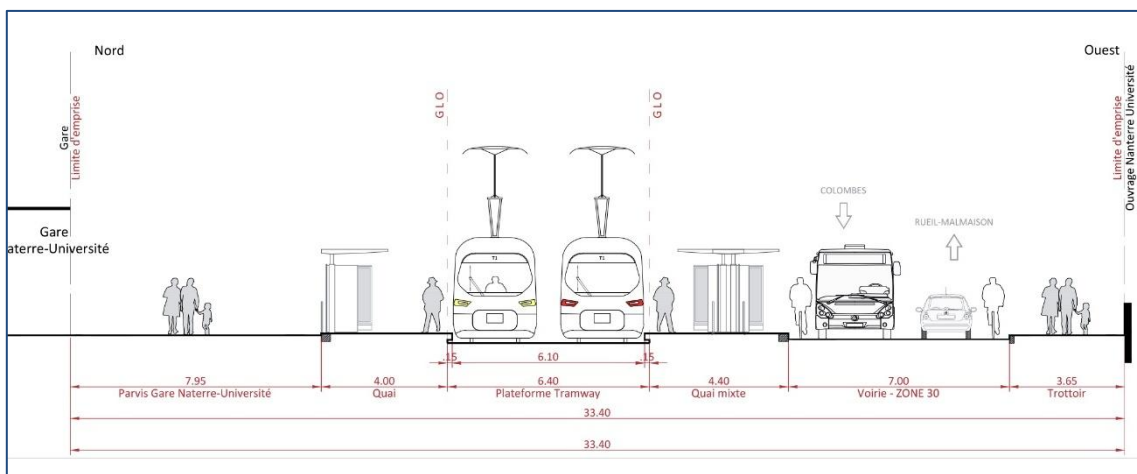 Nord
Ouest
Gare
Limite d'emprise
G L O
G L O
Limite d'emprise
Ouvrage Nanterre Université
COLOMBES
RUEIL-MALMAISON
Gare
aterre-Université
T1
T1
.15
6.10
.15
7.95
4.00
6.40
4.40
7.00
3.65
Parvis Gare Naterre-Université
Quai
Plateforme Tramway
Quai mixte
Voirie - ZONE 30
Trottoir
33.40
33.40